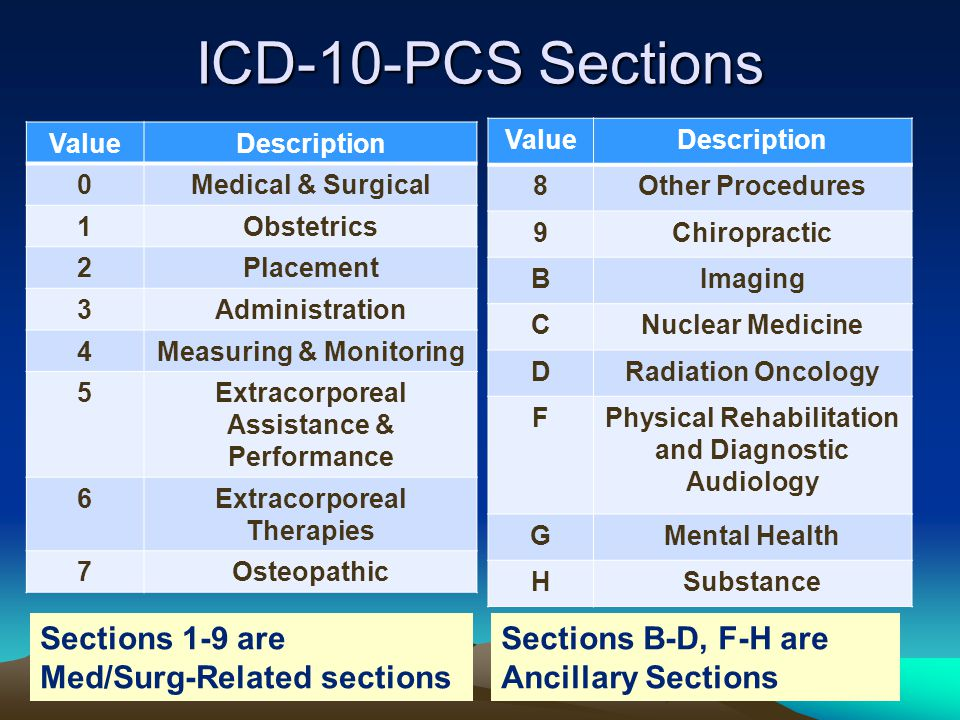 ICD-10-PCS Sections
Value Description
0 Medical & Surgical
1 Obstetrics
2 Placement
3 Administration
4 Measuring & Monitoring
5 Extracorporeal
Assistance &
Performance
6 Extracorporeal
Therapies
7 Osteopathic
Value Description
8 Other Procedures
9 Chiropractic
B Imaging
C Nuclear Medicine
D Radiation Oncology
F Physical Rehabilitation
and Diagnostic
Audiology
G Mental Health
H Substance
Sections 1-9 are
Med/Surg-Related sections
Sections B-D, F-H are
Ancillary Sections